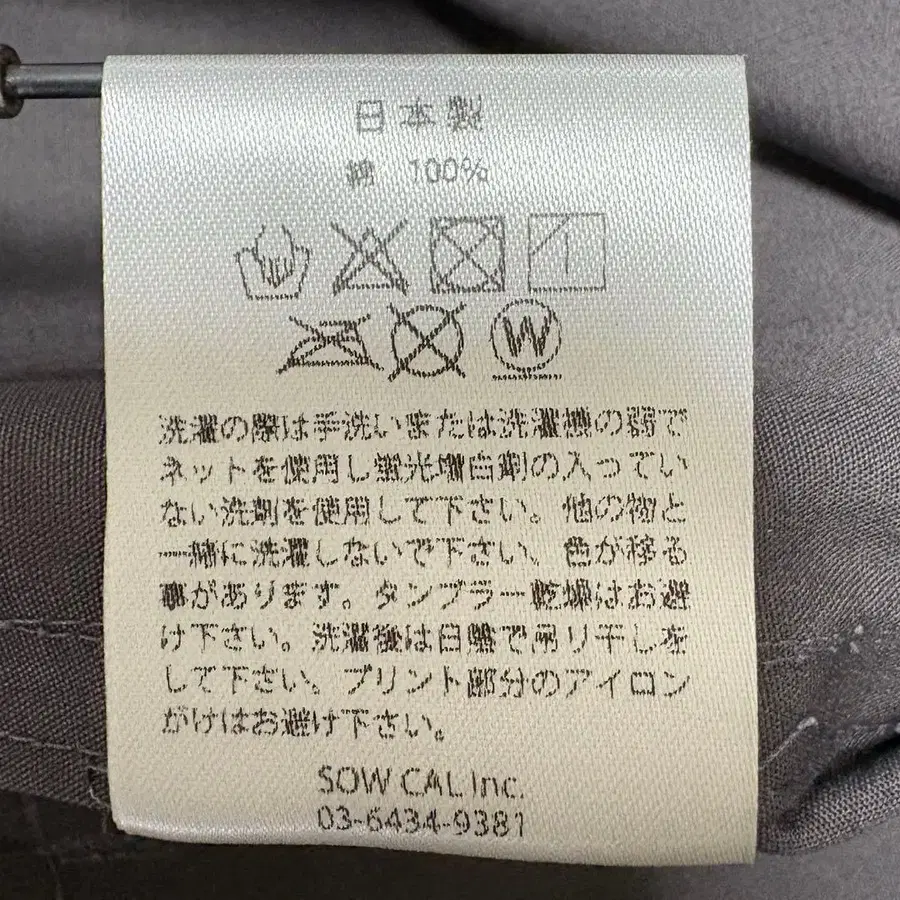 日本製
綿 100%
W
洗濯の際は手洗いまたは洗濯機の弱で
ネットを使用し蛍光増白剤の入ってい
ない洗剤を使用して下さい。他の物と
一緒に洗濯しないで下さい、色が移る
事があります。タンブラー乾燥はお避
け下さい。洗濯後は日陰で吊り干しを
して下さい。プリント部分のアイロン
がけはお避け下さい。
SOW CAL Inc.
03-6434-9381